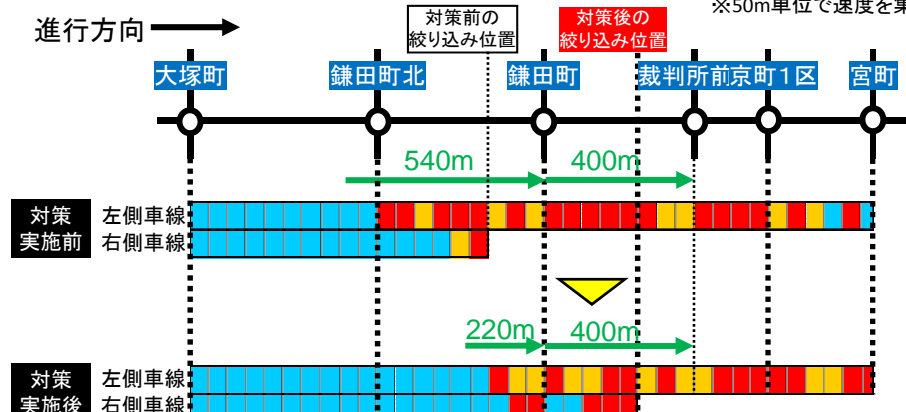 ※50m単位で速度を集
進行方向
対策前の
絞り込み位置
対策後の
絞り込み位置
大塚町
鎌田町北
鎌田町
裁判所前
京町1区
宮町
540m
400m
対策
実施前
左側車線
右側車線
220m
400m
対策
実施後
左側車線
右側車線